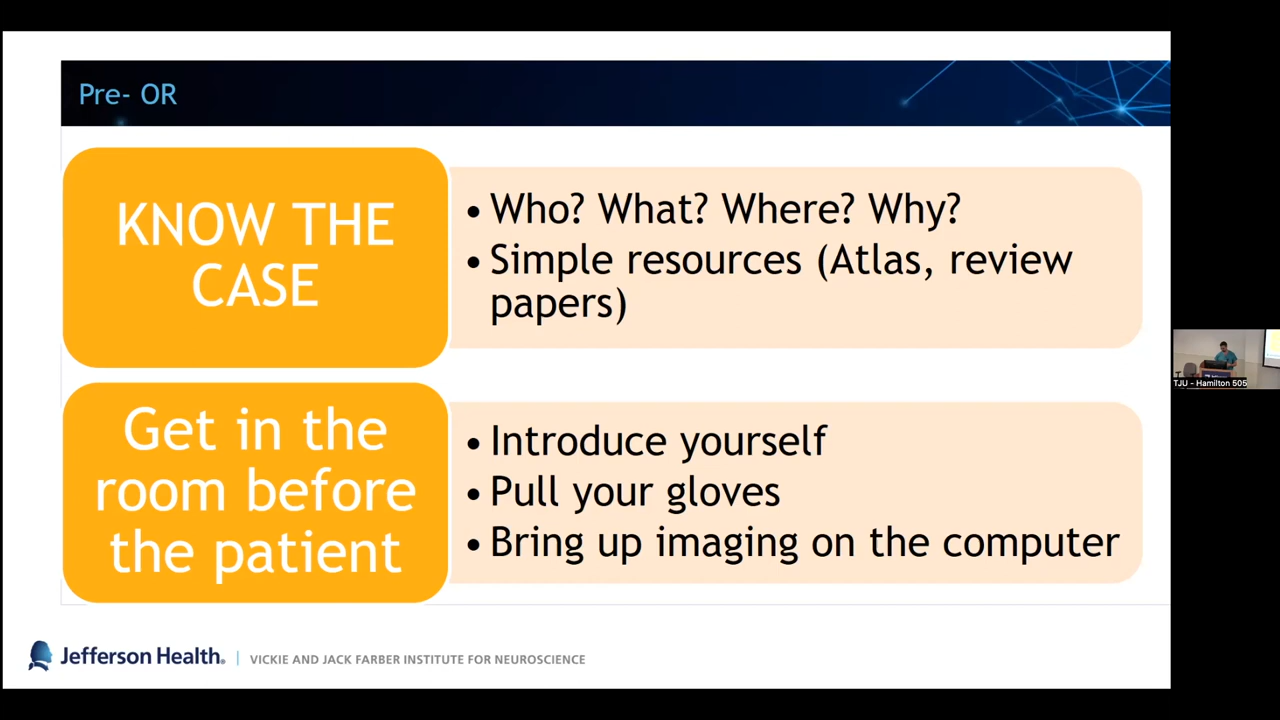 Pre- OR
KNOW THE
CASE
• Who? What? Where? Why?
• Simple resources (Atlas, review
papers)
Get in the
room before
the patient
• Introduce yourself
• Pull your gloves
• Bring up imaging on the computer
TJU - Hamilton 505
Jefferson Health.
VICKIE AND JACK FARBER INSTITUTE FOR NEUROSCIENCE